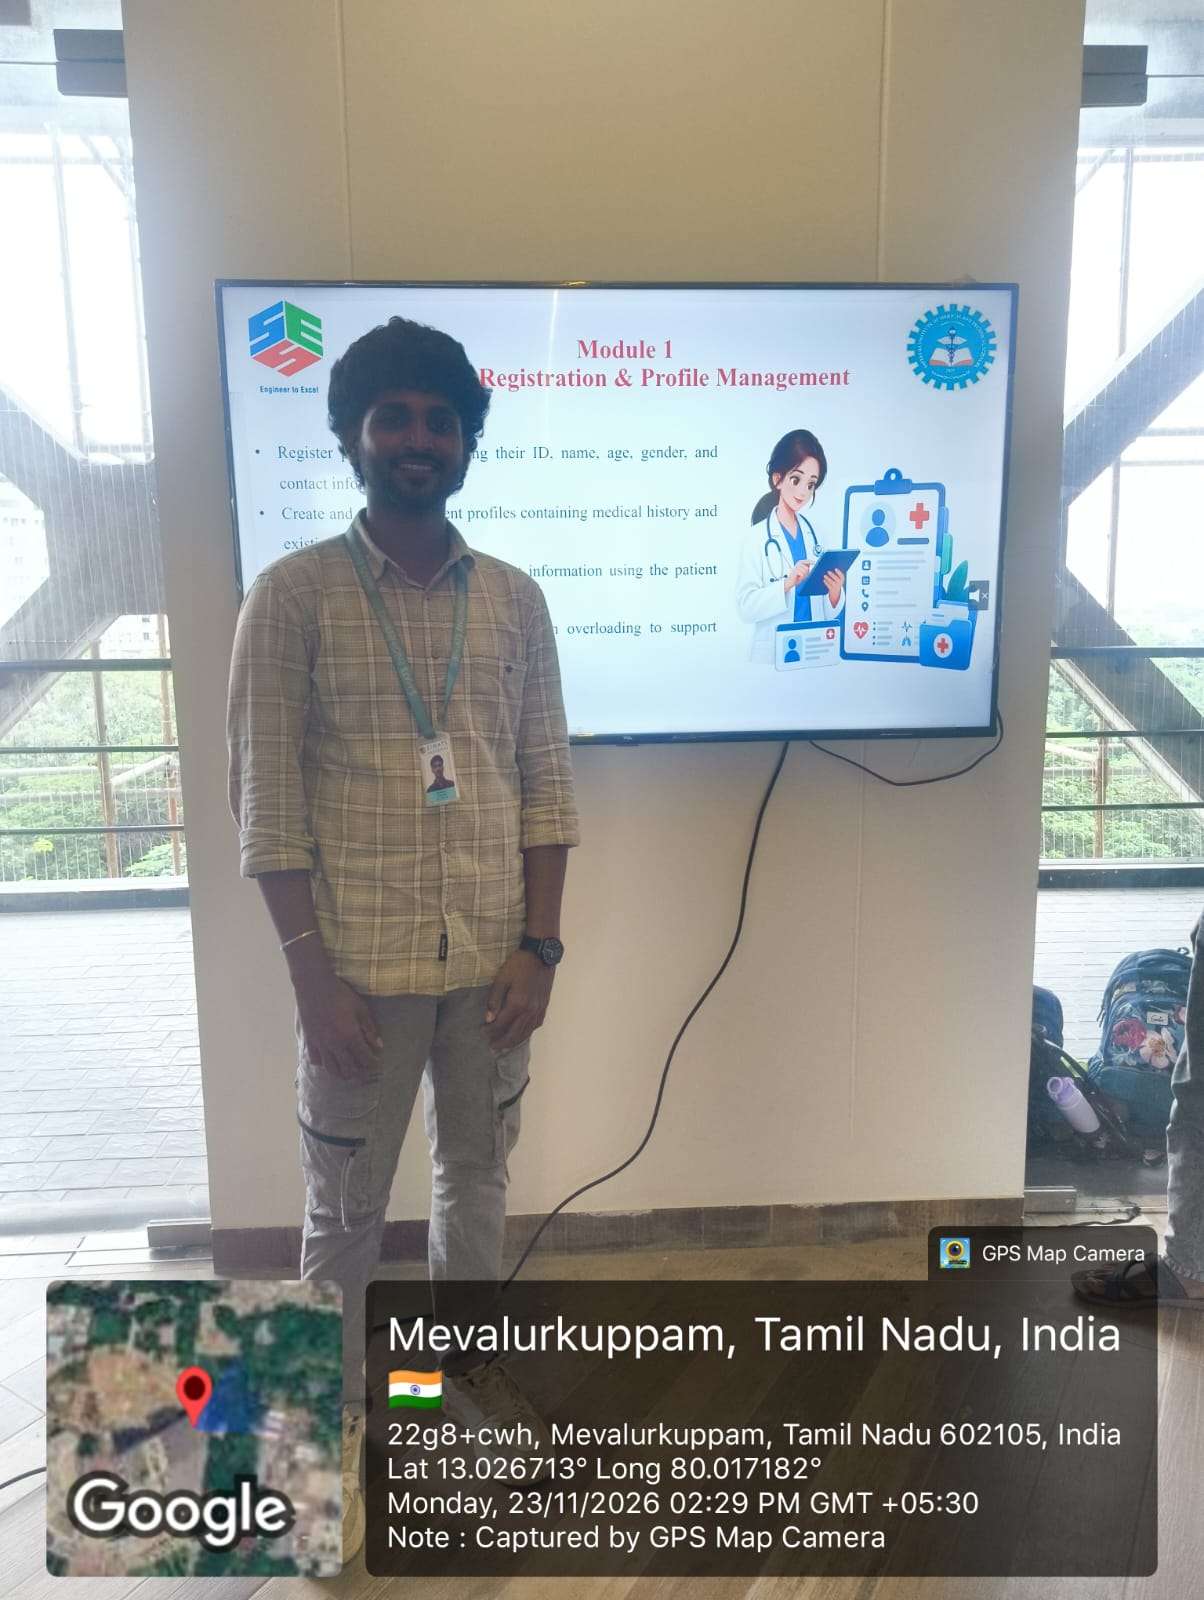 Engineer to Excel
Module 1
Registration & Profile Management
• Register
ng their ID, name, age, gender, and
contact info
• Create and
ent profiles containing medical history and
existi
information using the patient
n overloading to support
SIMATS
GPS Map Camera
Mevalurkuppam, Tamil Nadu, India
22g8+cwh, Mevalurkuppam, Tamil Nadu 602105, India
Lat 13.026713° Long 80.017182°
Monday, 23/11/2026 02:29 PM GMT +05:30
Note : Captured by GPS Map Camera
Google